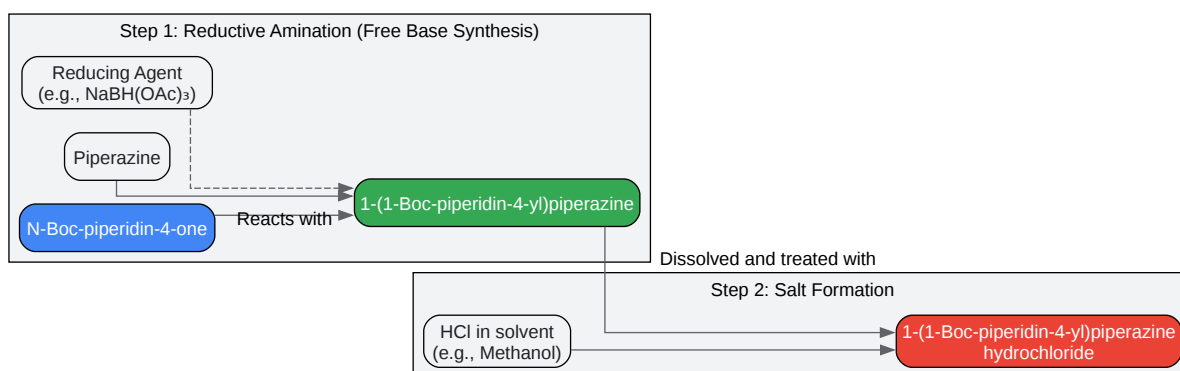 Step 1: Reductive Amination (Free Base Synthesis)
Reducing Agent
(e.g., NaBH(OAc)₃)
Piperazine
N-Boc-piperidin-4-one
Reacts with
1-(1-Boc-piperidin-4-yl)piperazine
Dissolved and treated with
Step 2: Salt Formation
HCl in solvent
(e.g., Methanol)
1-(1-Boc-piperidin-4-yl)piperazine
hydrochloride